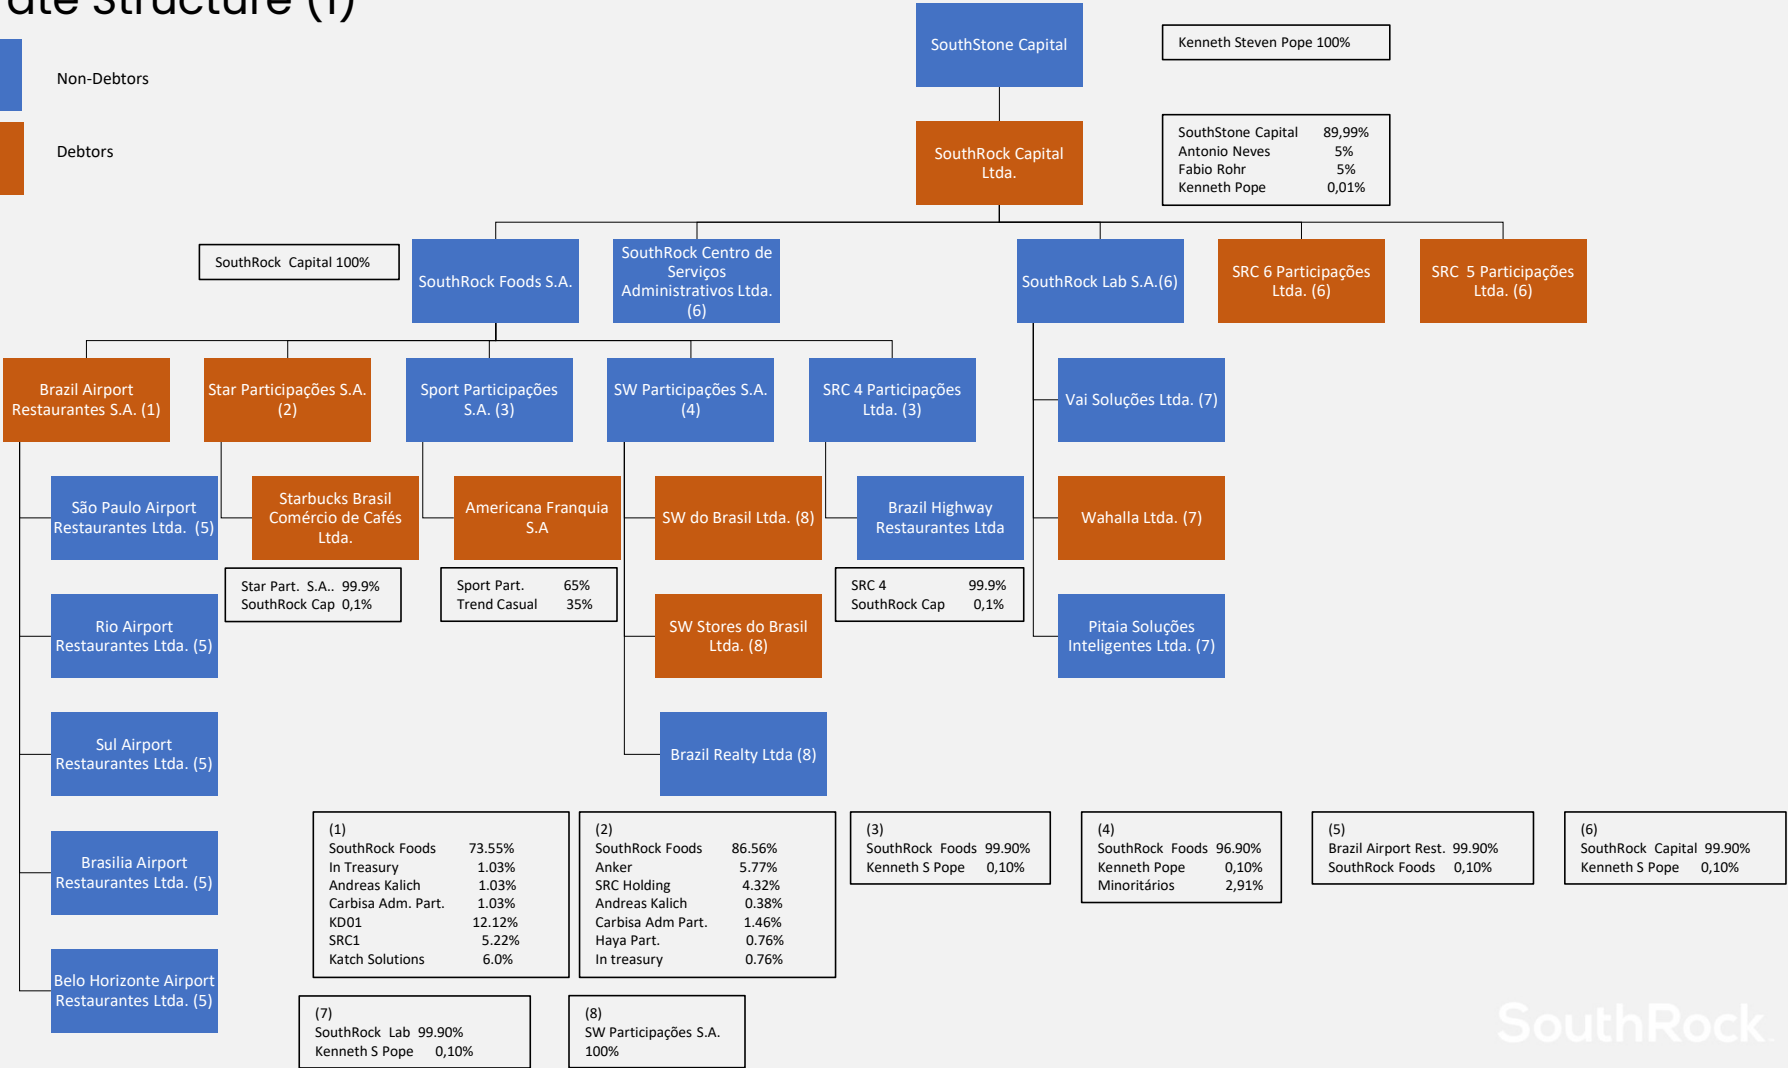 ate Structure (1)
Non-Debtors
Debtors
SouthStone Capital
Kenneth Steven Pope 100%
SouthRock Capital
Ltda.
SouthStone Capital 89,99%
Antonio Neves 5%
Fabio Rohr 5%
Kenneth Pope 0,01%
SouthRock Capital 100%
SouthRock Foods S.A.
SouthRock Centro de
Serviços
Administrativos Ltda.
(6)
SouthRock Lab S.A.(6)
SRC 6 Participações
Ltda. (6)
SRC 5 Participações
Ltda. (6)
Brazil Airport
Restaurantes S.A. (1)
Star Participações S.A.
(2)
Sport Participações
S.A. (3)
SW Participações S.A.
(4)
SRC 4 Participações
Ltda. (3)
Vai Soluções Ltda. (7)
São Paulo Airport
Restaurantes Ltda. (5)
Starbucks Brasil
Comércio de Cafés
Ltda.
Americana Franquia
S.A
SW do Brasil Ltda. (8)
Brazil Highway
Restaurantes Ltda
Wahalla Ltda. (7)
Star Part. S.A.. 99.9%
SouthRock Cap 0,1%
Sport Part. 65%
Trend Casual 35%
SRC 4 99.9%
SouthRock Cap 0,1%
Rio Airport
Restaurantes Ltda. (5)
SW Stores do Brasil
Ltda. (8)
Pitaia Soluções
Inteligentes Ltda. (7)
Sul Airport
Restaurantes Ltda. (5)
Brazil Realty Ltda (8)
Brasilia Airport
Restaurantes Ltda. (5)
Belo Horizonte Airport
Restaurantes Ltda. (5)
(1)
SouthRock Foods 73.55%
In Treasury 1.03%
Andreas Kalich 1.03%
Carbisa Adm. Part. 1.03%
KD01 12.12%
SRC1 5.22%
Katch Solutions 6.0%
(2)
SouthRock Foods 86.56%
Anker 5.77%
SRC Holding 4.32%
Andreas Kalich 0.38%
Carbisa Adm Part. 1.46%
Haya Part. 0.76%
In treasury 0.76%
(3)
SouthRock Foods 99.90%
Kenneth S Pope 0,10%
(4)
SouthRock Foods 96.90%
Kenneth Pope 0,10%
Minoritários 2,91%
(5)
Brazil Airport Rest. 99.90%
SouthRock Foods 0,10%
(6)
SouthRock Capital 99.90%
Kenneth S Pope 0,10%
(7)
SouthRock Lab 99.90%
Kenneth S Pope 0,10%
(8)
SW Participações S.A.
100%
SouthRock